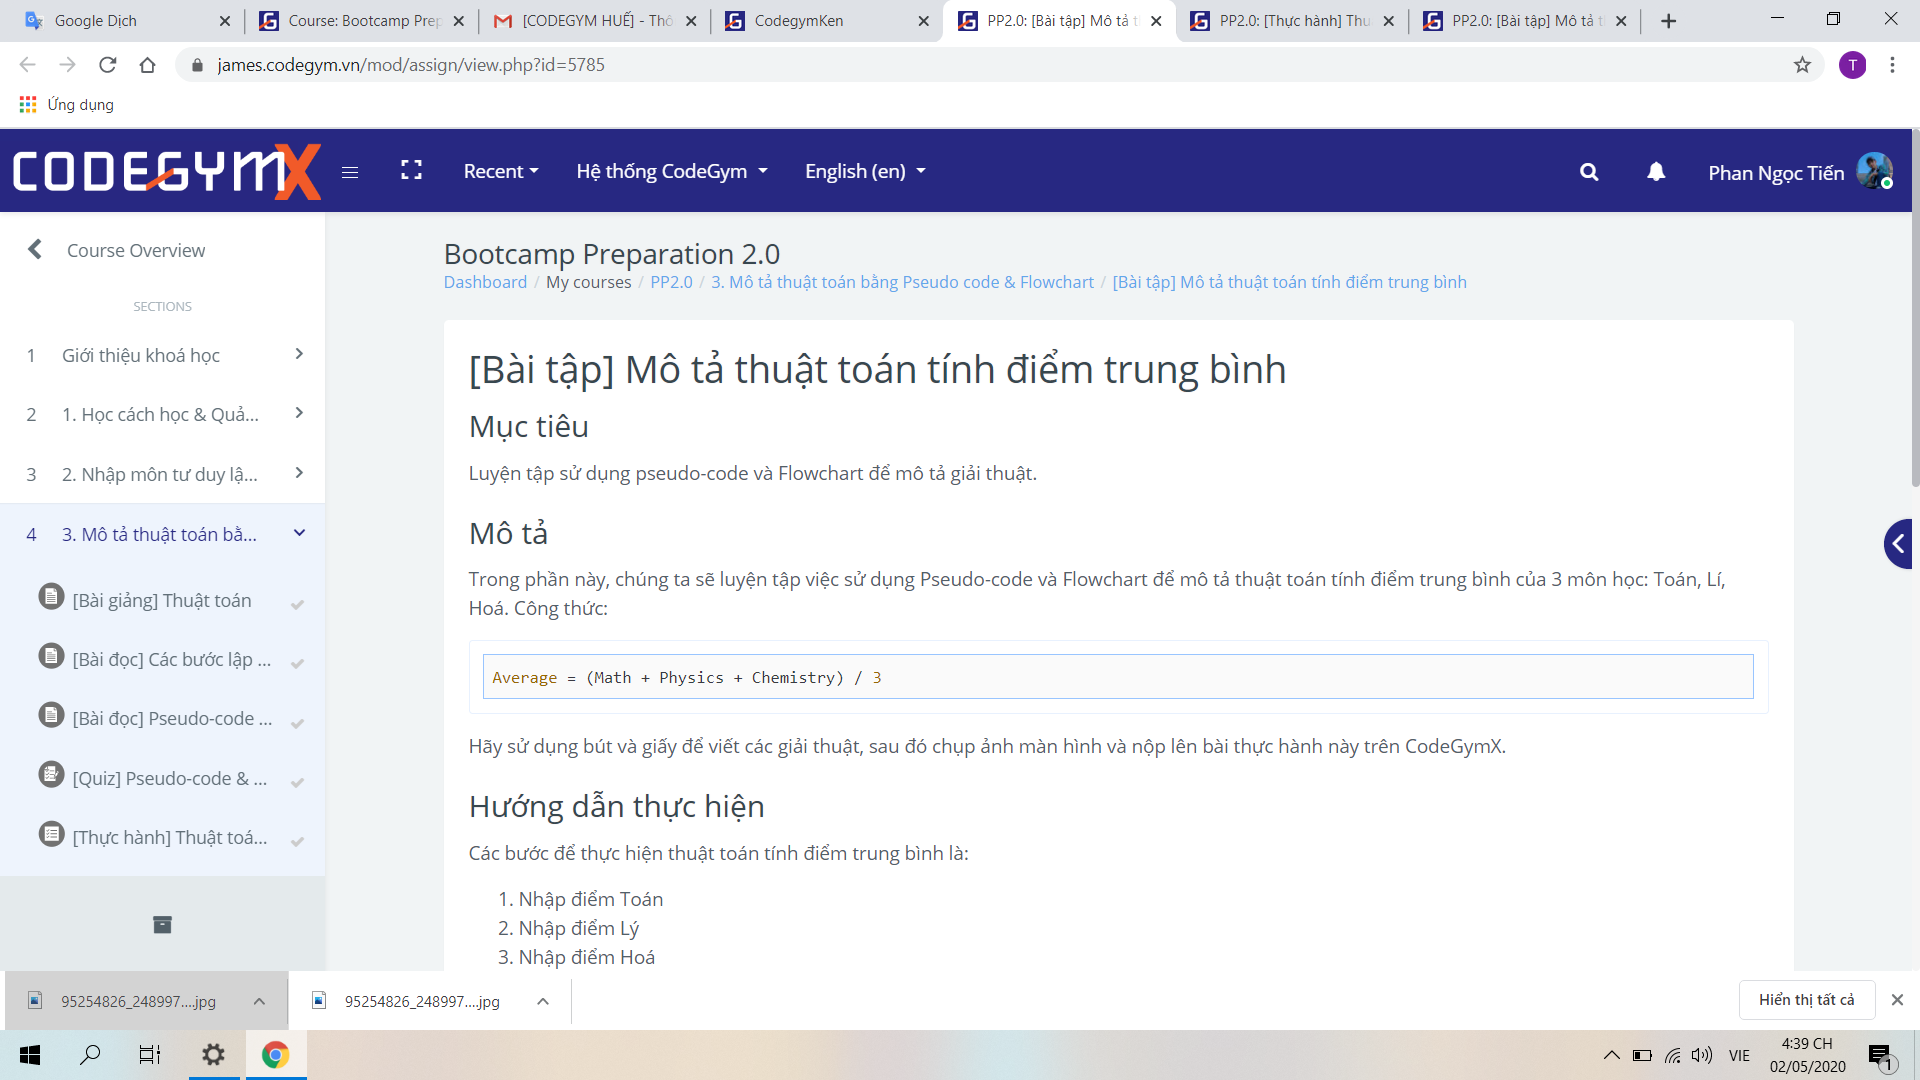 Google Dịch
Course: Bootcamp Prep
[CODEGYM HUẾ] - Thô
CodegymKen
PP2.0: [Bài tập] Mô tả t
PP2.0: [Thực hành] Thu
PP2.0: [Bài tập] Mô tả t
james.codegym.vn/mod/assign/view.php?id=5785
T
Ứng dụng
CODEGYMX
Recent
Hệ thống CodeGym
English (en)
Phan Ngọc Tiến
Course Overview
SECTIONS
1 Giới thiệu khoá học
2 1. Học cách học & Quả...
3 2. Nhập môn tư duy lậ...
4 3. Mô tả thuật toán bằ...
[Bài giảng] Thuật toán
[Bài đọc] Các bước lập ...
[Bài đọc] Pseudo-code ...
[Quiz] Pseudo-code & ...
[Thực hành] Thuật toá...
Bootcamp Preparation 2.0
Dashboard / My courses / PP2.0 / 3. Mô tả thuật toán bằng Pseudo code & Flowchart / [Bài tập] Mô tả thuật toán tính điểm trung bình
[Bài tập] Mô tả thuật toán tính điểm trung bình
Mục tiêu
Luyện tập sử dụng pseudo-code và Flowchart để mô tả giải thuật.
Mô tả
Trong phần này, chúng ta sẽ luyện tập việc sử dụng Pseudo-code và Flowchart để mô tả thuật toán tính điểm trung bình của 3 môn học: Toán, Lí,
Hoá. Công thức:
Average = (Math + Physics + Chemistry) / 3
Hãy sử dụng bút và giấy để viết các giải thuật, sau đó chụp ảnh màn hình và nộp lên bài thực hành này trên CodeGymX.
Hướng dẫn thực hiện
Các bước để thực hiện thuật toán tính điểm trung bình là:
1. Nhập điểm Toán
2. Nhập điểm Lý
3. Nhập điểm Hoá
95254826_248997....jpg
95254826_248997....jpg
Hiển thị tất cả
VIE
4:39 CH
02/05/2020
1